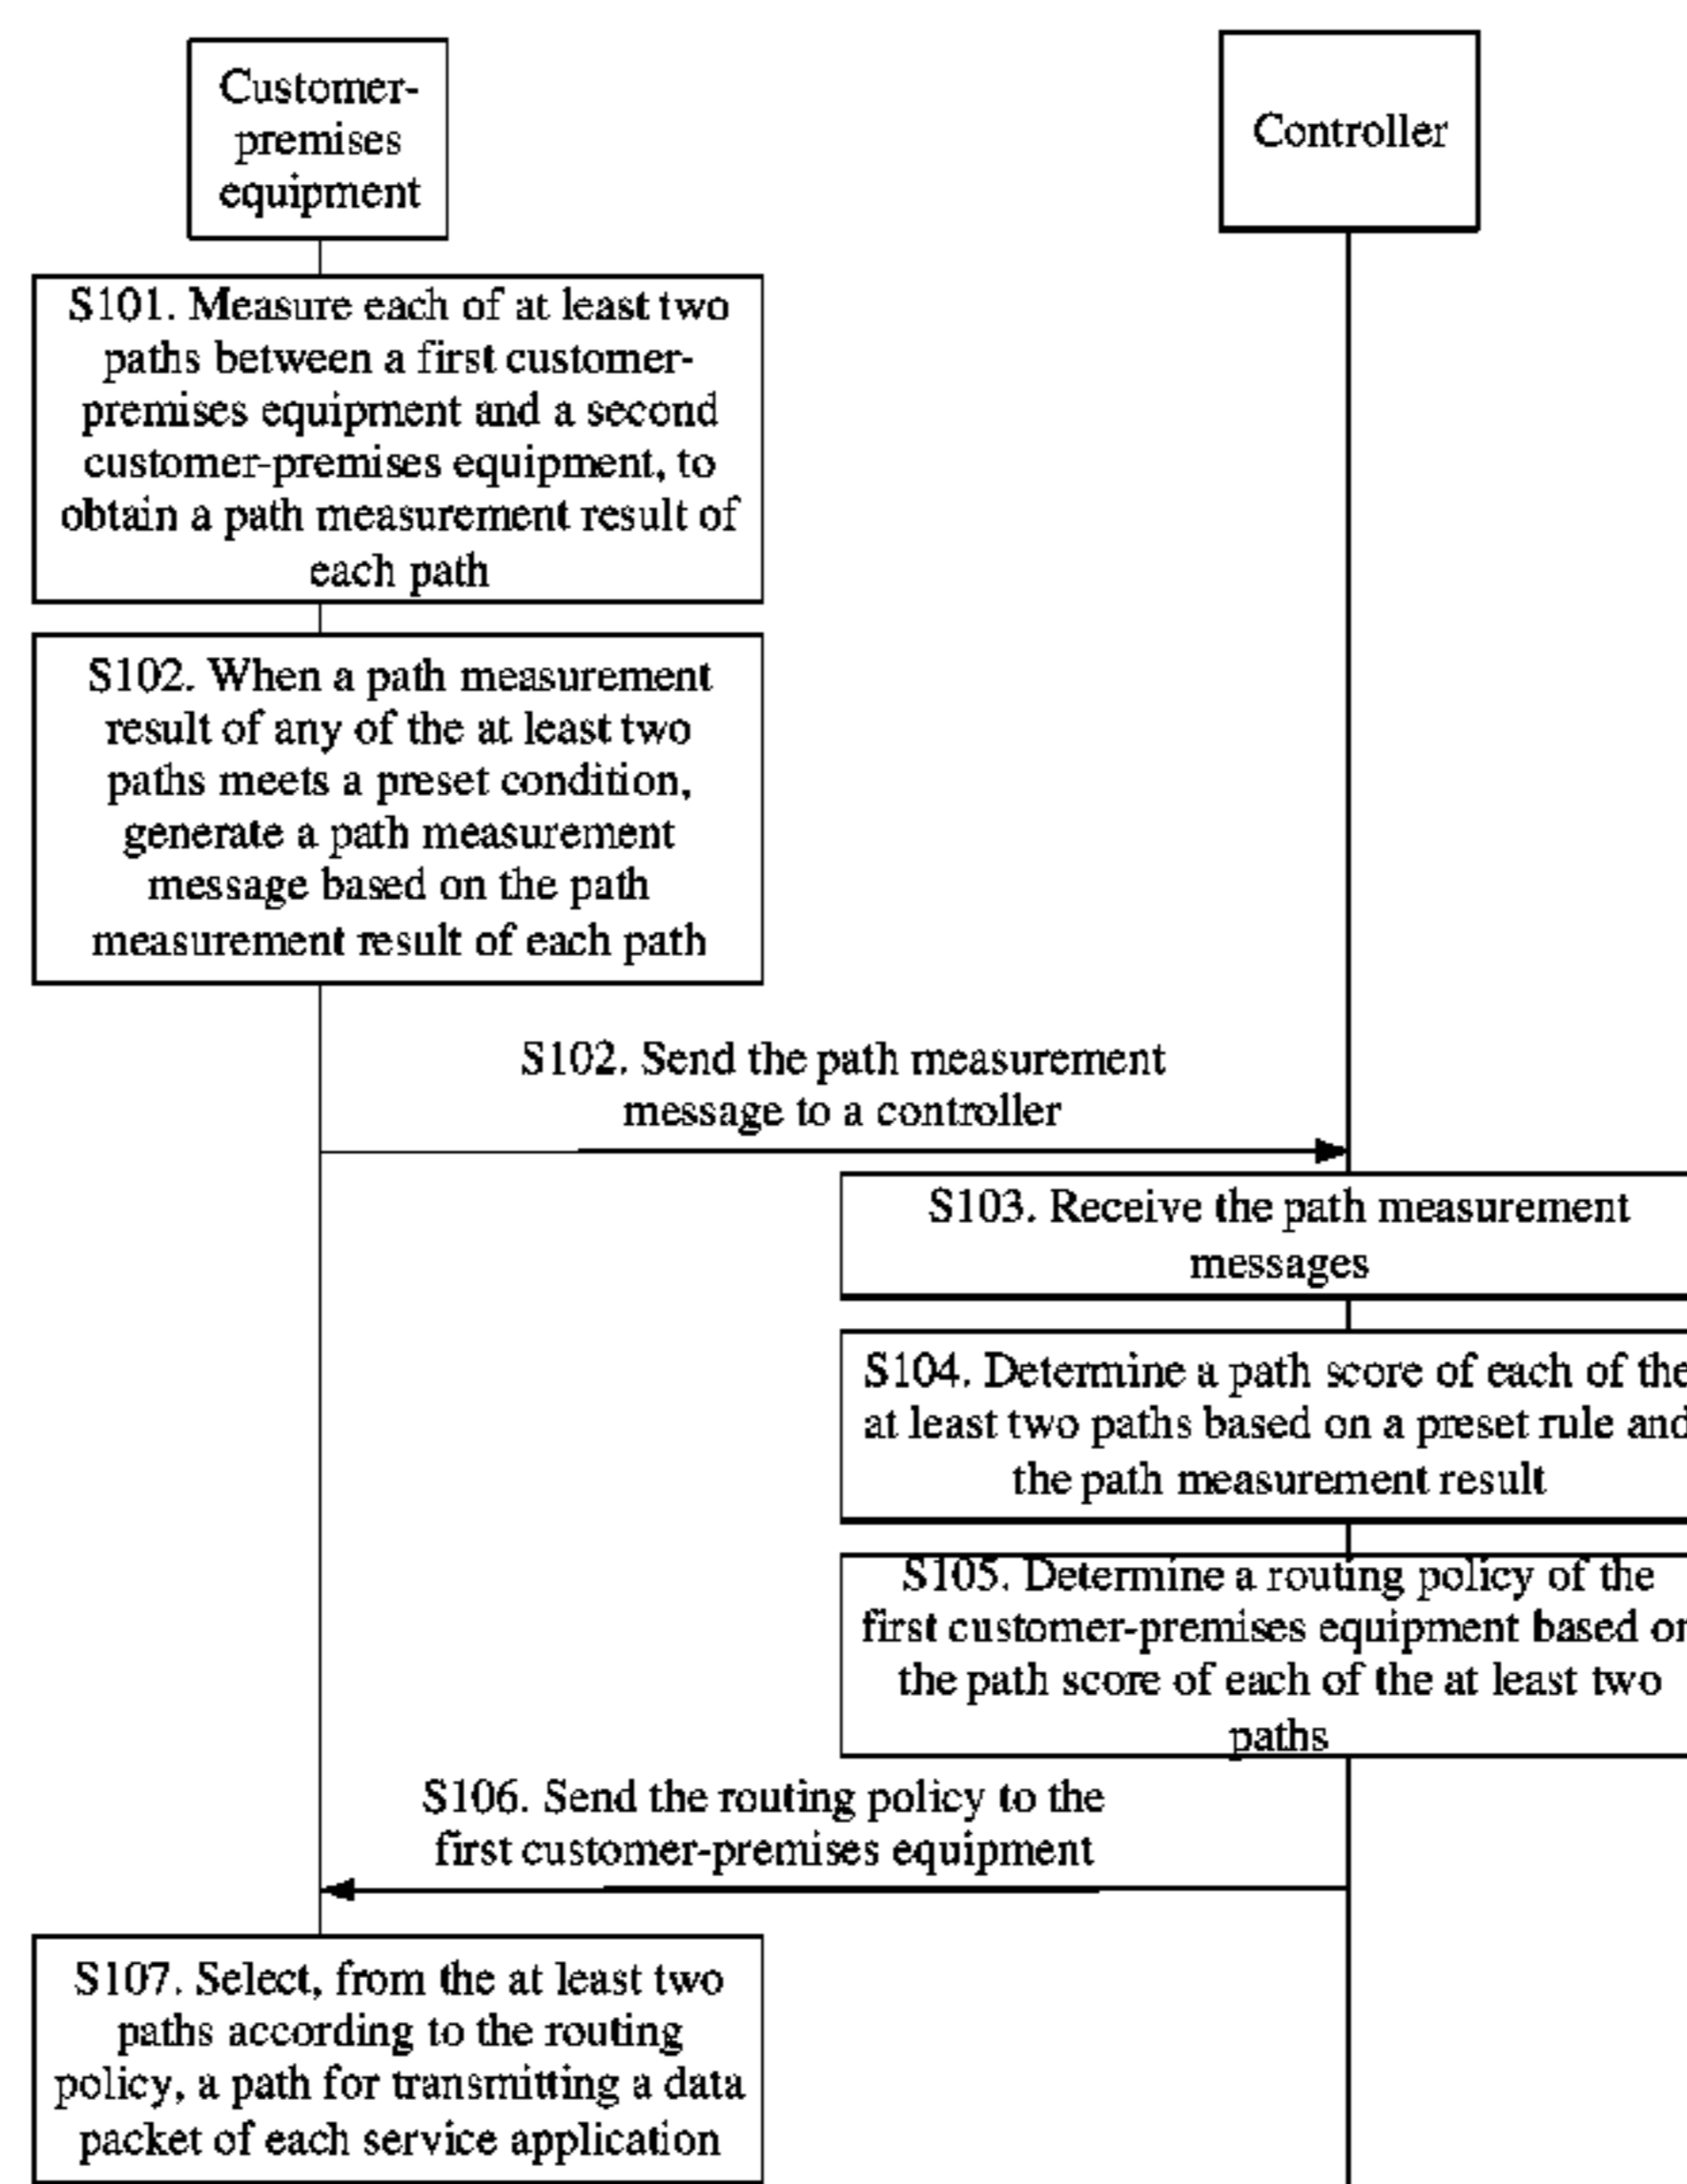 Customer-
premises
equipment
Controller
S101. Measure each of at least two
paths between a first customer-
premises equipment and a second
customer-premises equipment, to
obtain a path measurement result of
each path
S102. When a path measurement
result of any of the at least two
paths meets a preset condition,
generate a path measurement
message based on the path
measurement result of each path
S102. Send the path measurement
message to a controller
S103. Receive the path measurement
messages
S104. Determine a path score of each of the
at least two paths based on a preset rule and
the path measurement result
S105. Determine a routing policy of the
first customer-premises equipment based on
the path score of each of the at least two
paths
S106. Send the routing policy to the
first customer-premises equipment
S107. Select, from the at least two
paths according to the routing
policy, a path for transmitting a data
packet of each service application